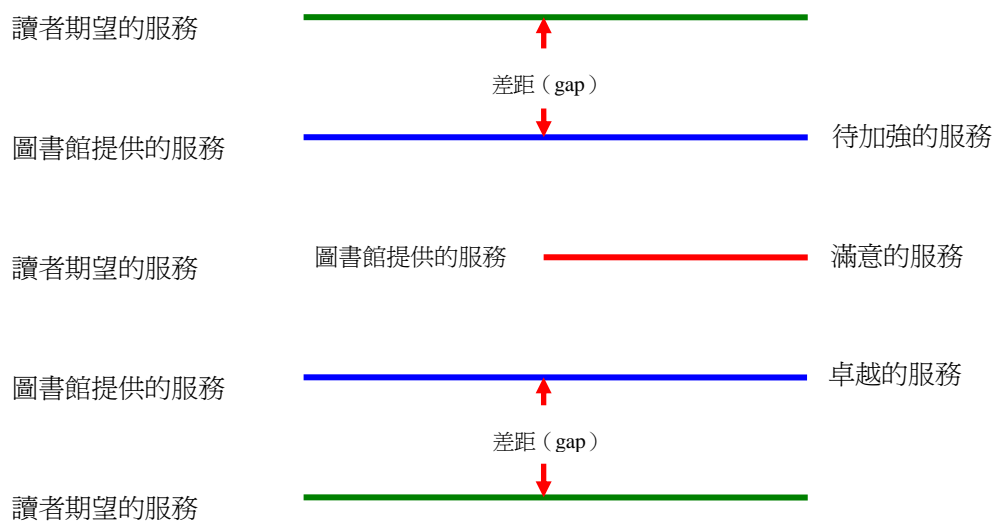 讀者期望的服務
差距（gap）
圖書館提供的服務 待加強的服務
讀者期望的服務 圖書館提供的服務 滿意的服務
圖書館提供的服務 卓越的服務
差距（gap）
讀者期望的服務